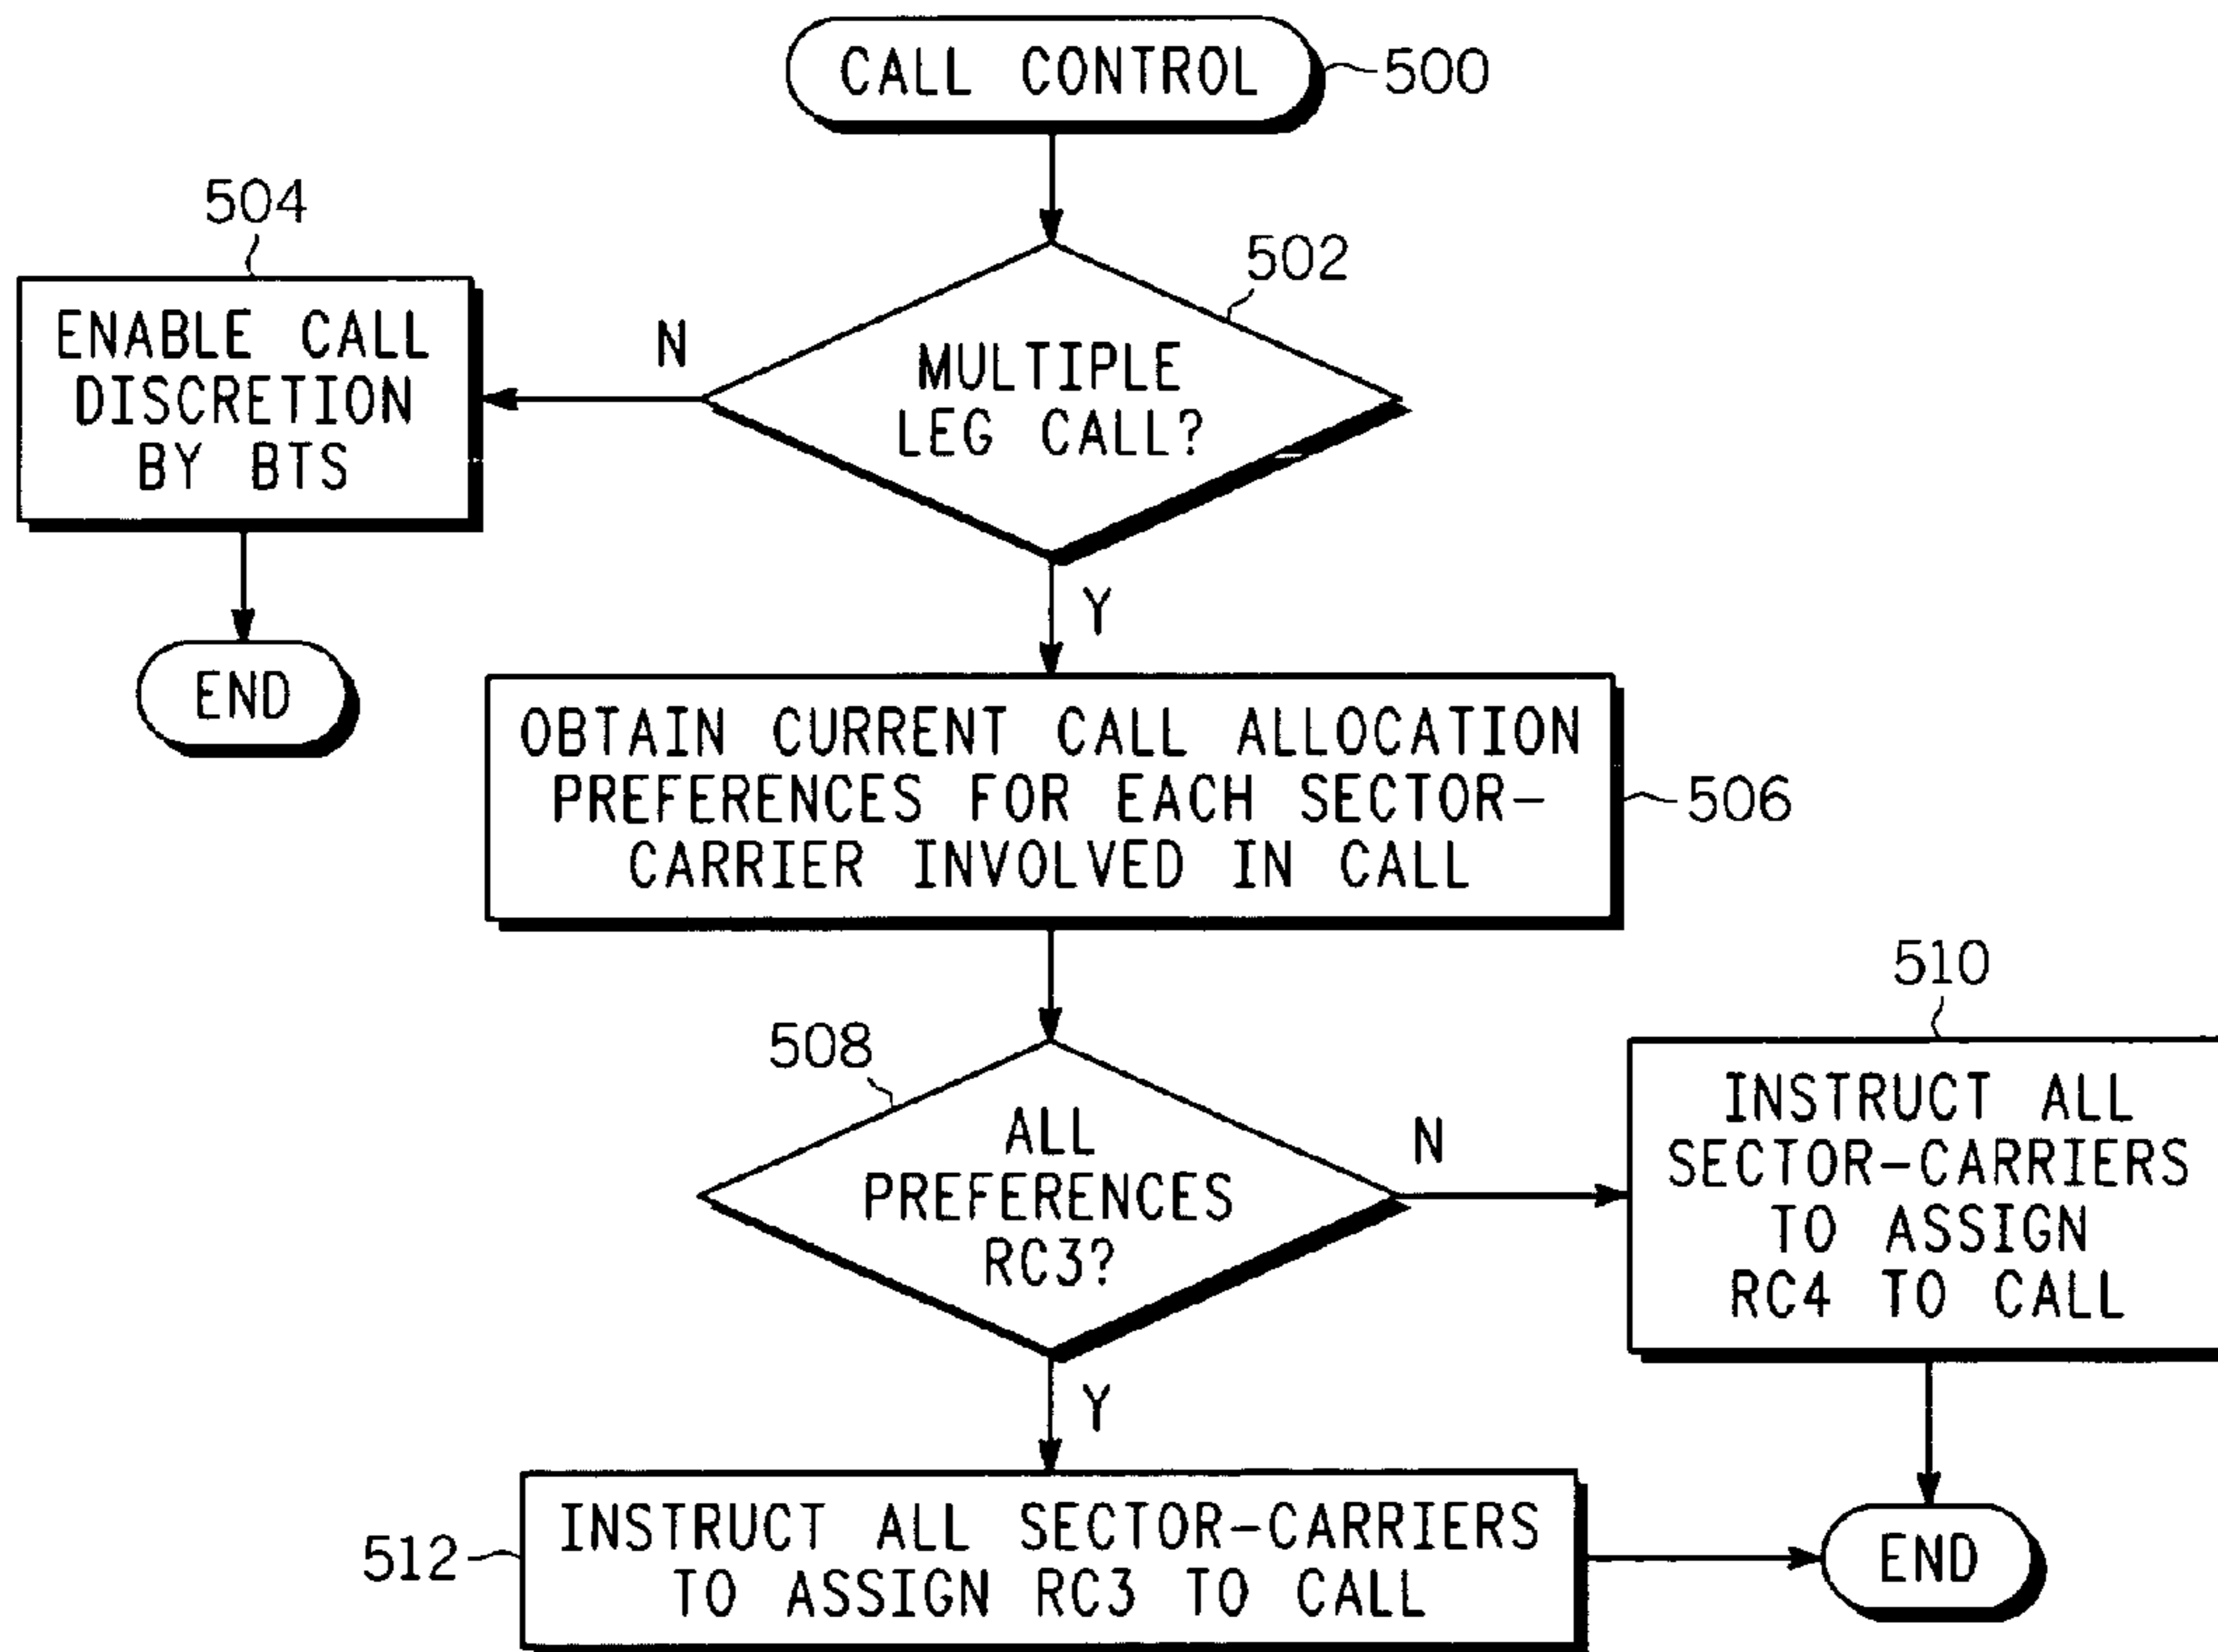 CALL CONTROL
500
504
502
ENABLE CALL
DISCRETION
BY BTS
N
MULTIPLE
LEG CALL?
Y
END
OBTAIN CURRENT CALL ALLOCATION
PREFERENCES FOR EACH SECTOR-
CARRIER INVOLVED IN CALL
506
508
510
ALL
PREFERENCES
RC3?
N
INSTRUCT ALL
SECTOR-CARRIERS
TO ASSIGN
RC4 TO CALL
Y
512
INSTRUCT ALL SECTOR-CARRIERS
TO ASSIGN RC3 TO CALL
END